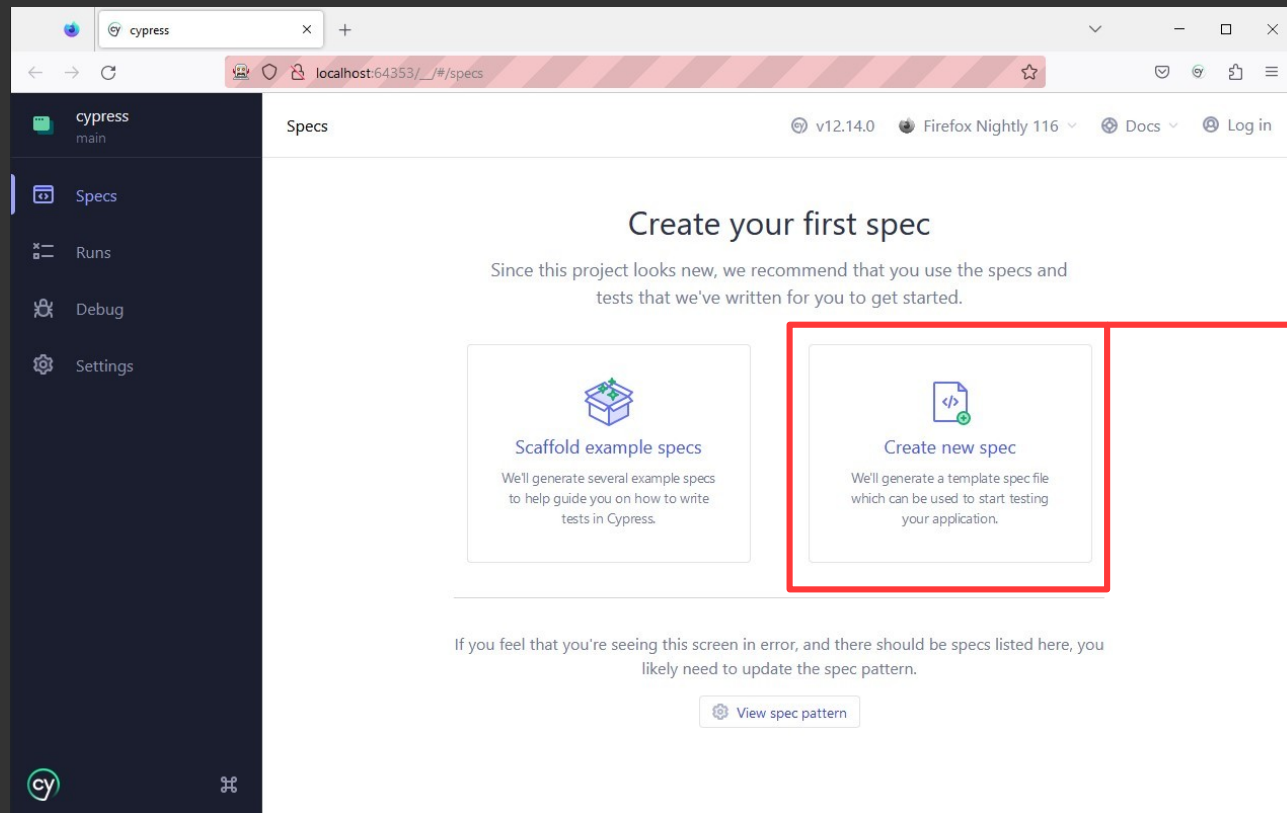 cypress
localhost:64353/__/#/specs
cypress
main
Specs
v12.14.0
Firefox Nightly 116
Docs
Log in
Specs
Runs
Debug
Settings
Create your first spec
Since this project looks new, we recommend that you use the specs and
tests that we've written for you to get started.
Scaffold example specs
We'll generate several example specs
to help guide you on how to write
tests in Cypress.
Create new spec
We'll generate a template spec file
which can be used to start testing
your application.
If you feel that you're seeing this screen in error, and there should be specs listed here, you
likely need to update the spec pattern.
View spec pattern
cy